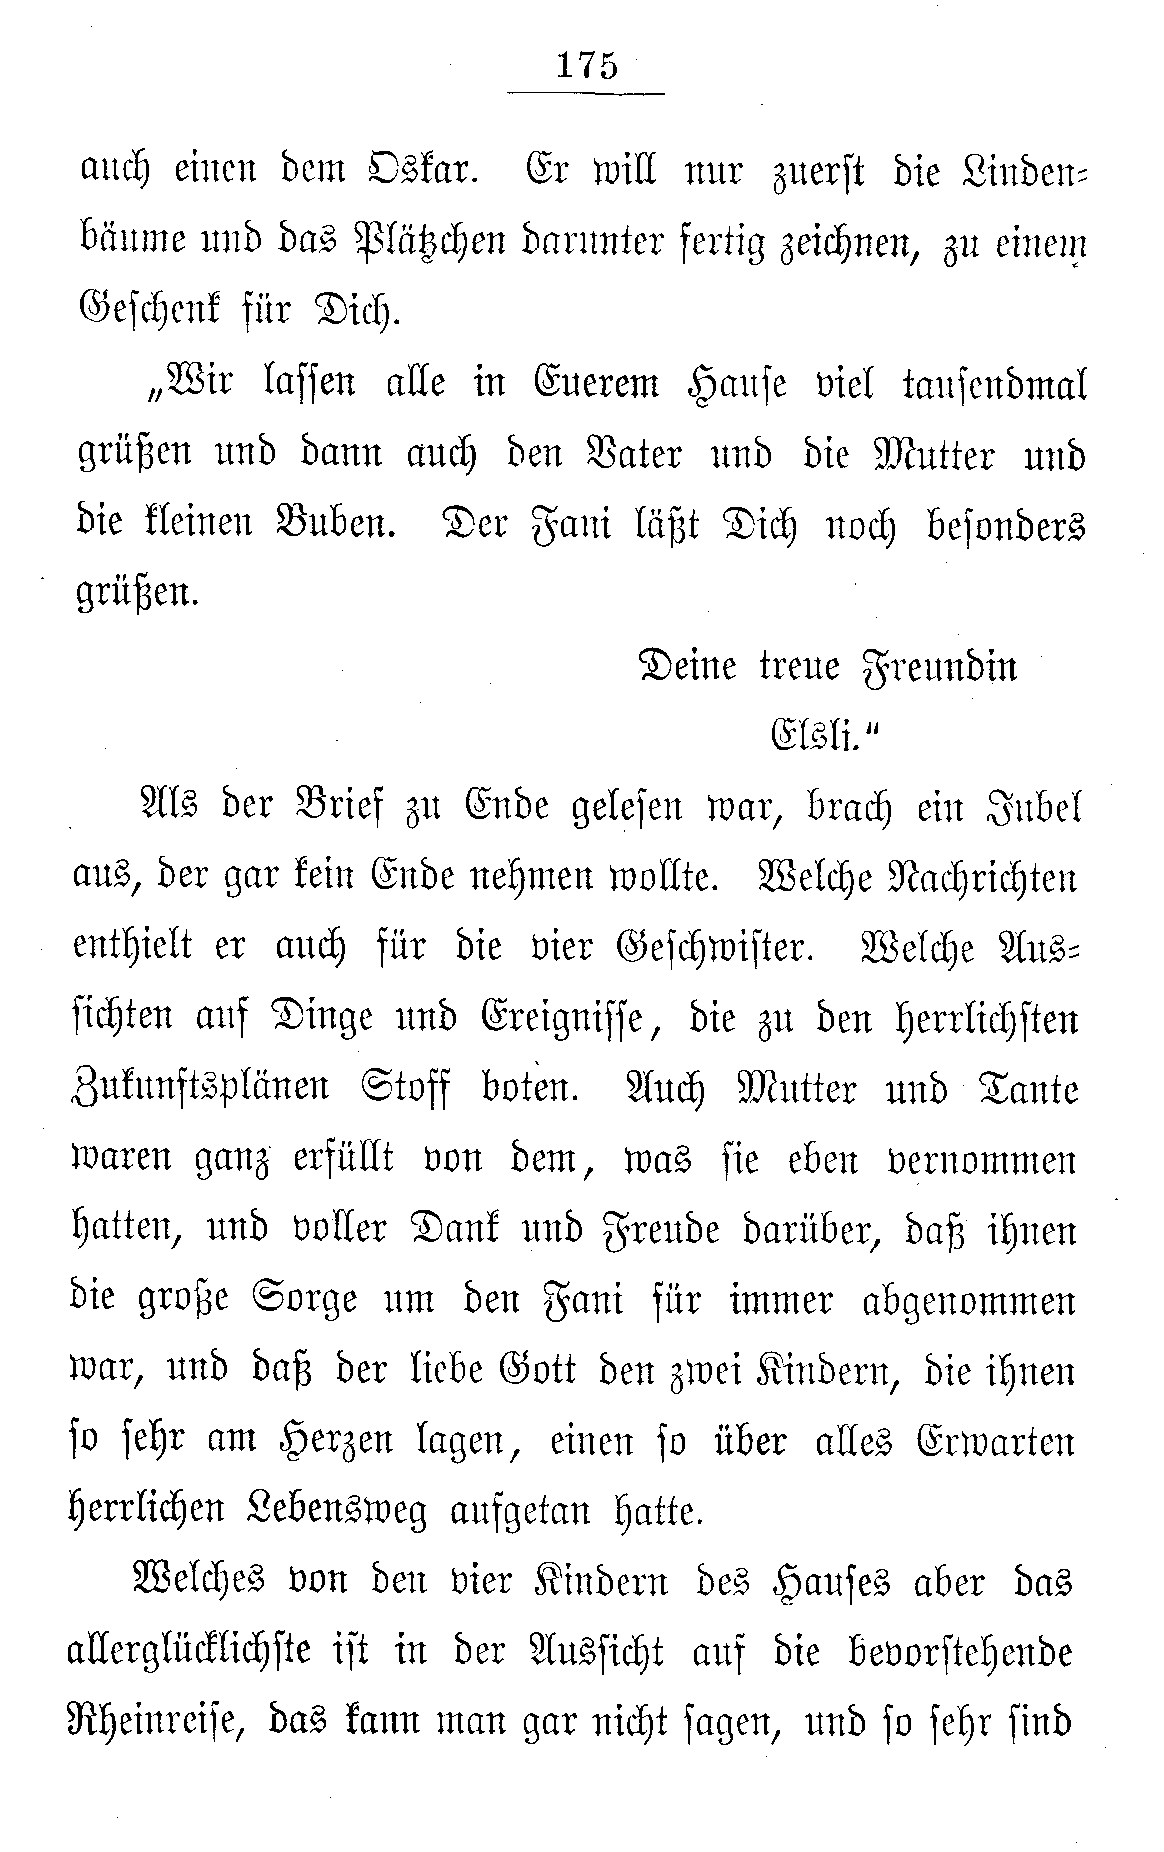 175
auch einen dem Oskar. Er will nur zuerst die Linden-
bäume und das Plätzchen darunter fertig zeichnen, zu einem
Geschenk für Dich.
„Wir lassen alle in Euerem Hause viel tausendmal
grüßen und dann auch den Vater und die Mutter und
die kleinen Buben. Der Fani läßt Dich noch besonders
grüßen.
Deine treue Freundin
Elsli.“
Als der Brief zu Ende gelesen war, brach ein Jubel
aus, der gar kein Ende nehmen wollte. Welche Nachrichten
enthielt er auch für die vier Geschwister. Welche Aus-
sichten auf Dinge und Ereignisse, die zu den herrlichsten
Zukunftsplänen Stoff boten. Auch Mutter und Tante
waren ganz erfüllt von dem, was sie eben vernommen
hatten, und voller Dank und Freude darüber, daß ihnen
die große Sorge um den Fani für immer abgenommen
war, und daß der liebe Gott den zwei Kindern, die ihnen
so sehr am Herzen lagen, einen so über alles Erwarten
herrlichen Lebensweg aufgetan hatte.
Welches von den vier Kindern des Hauses aber das
allerglücklichste ist in der Aussicht auf die bevorstehende
Rheinreise, das kann man gar nicht sagen, und so sehr sind